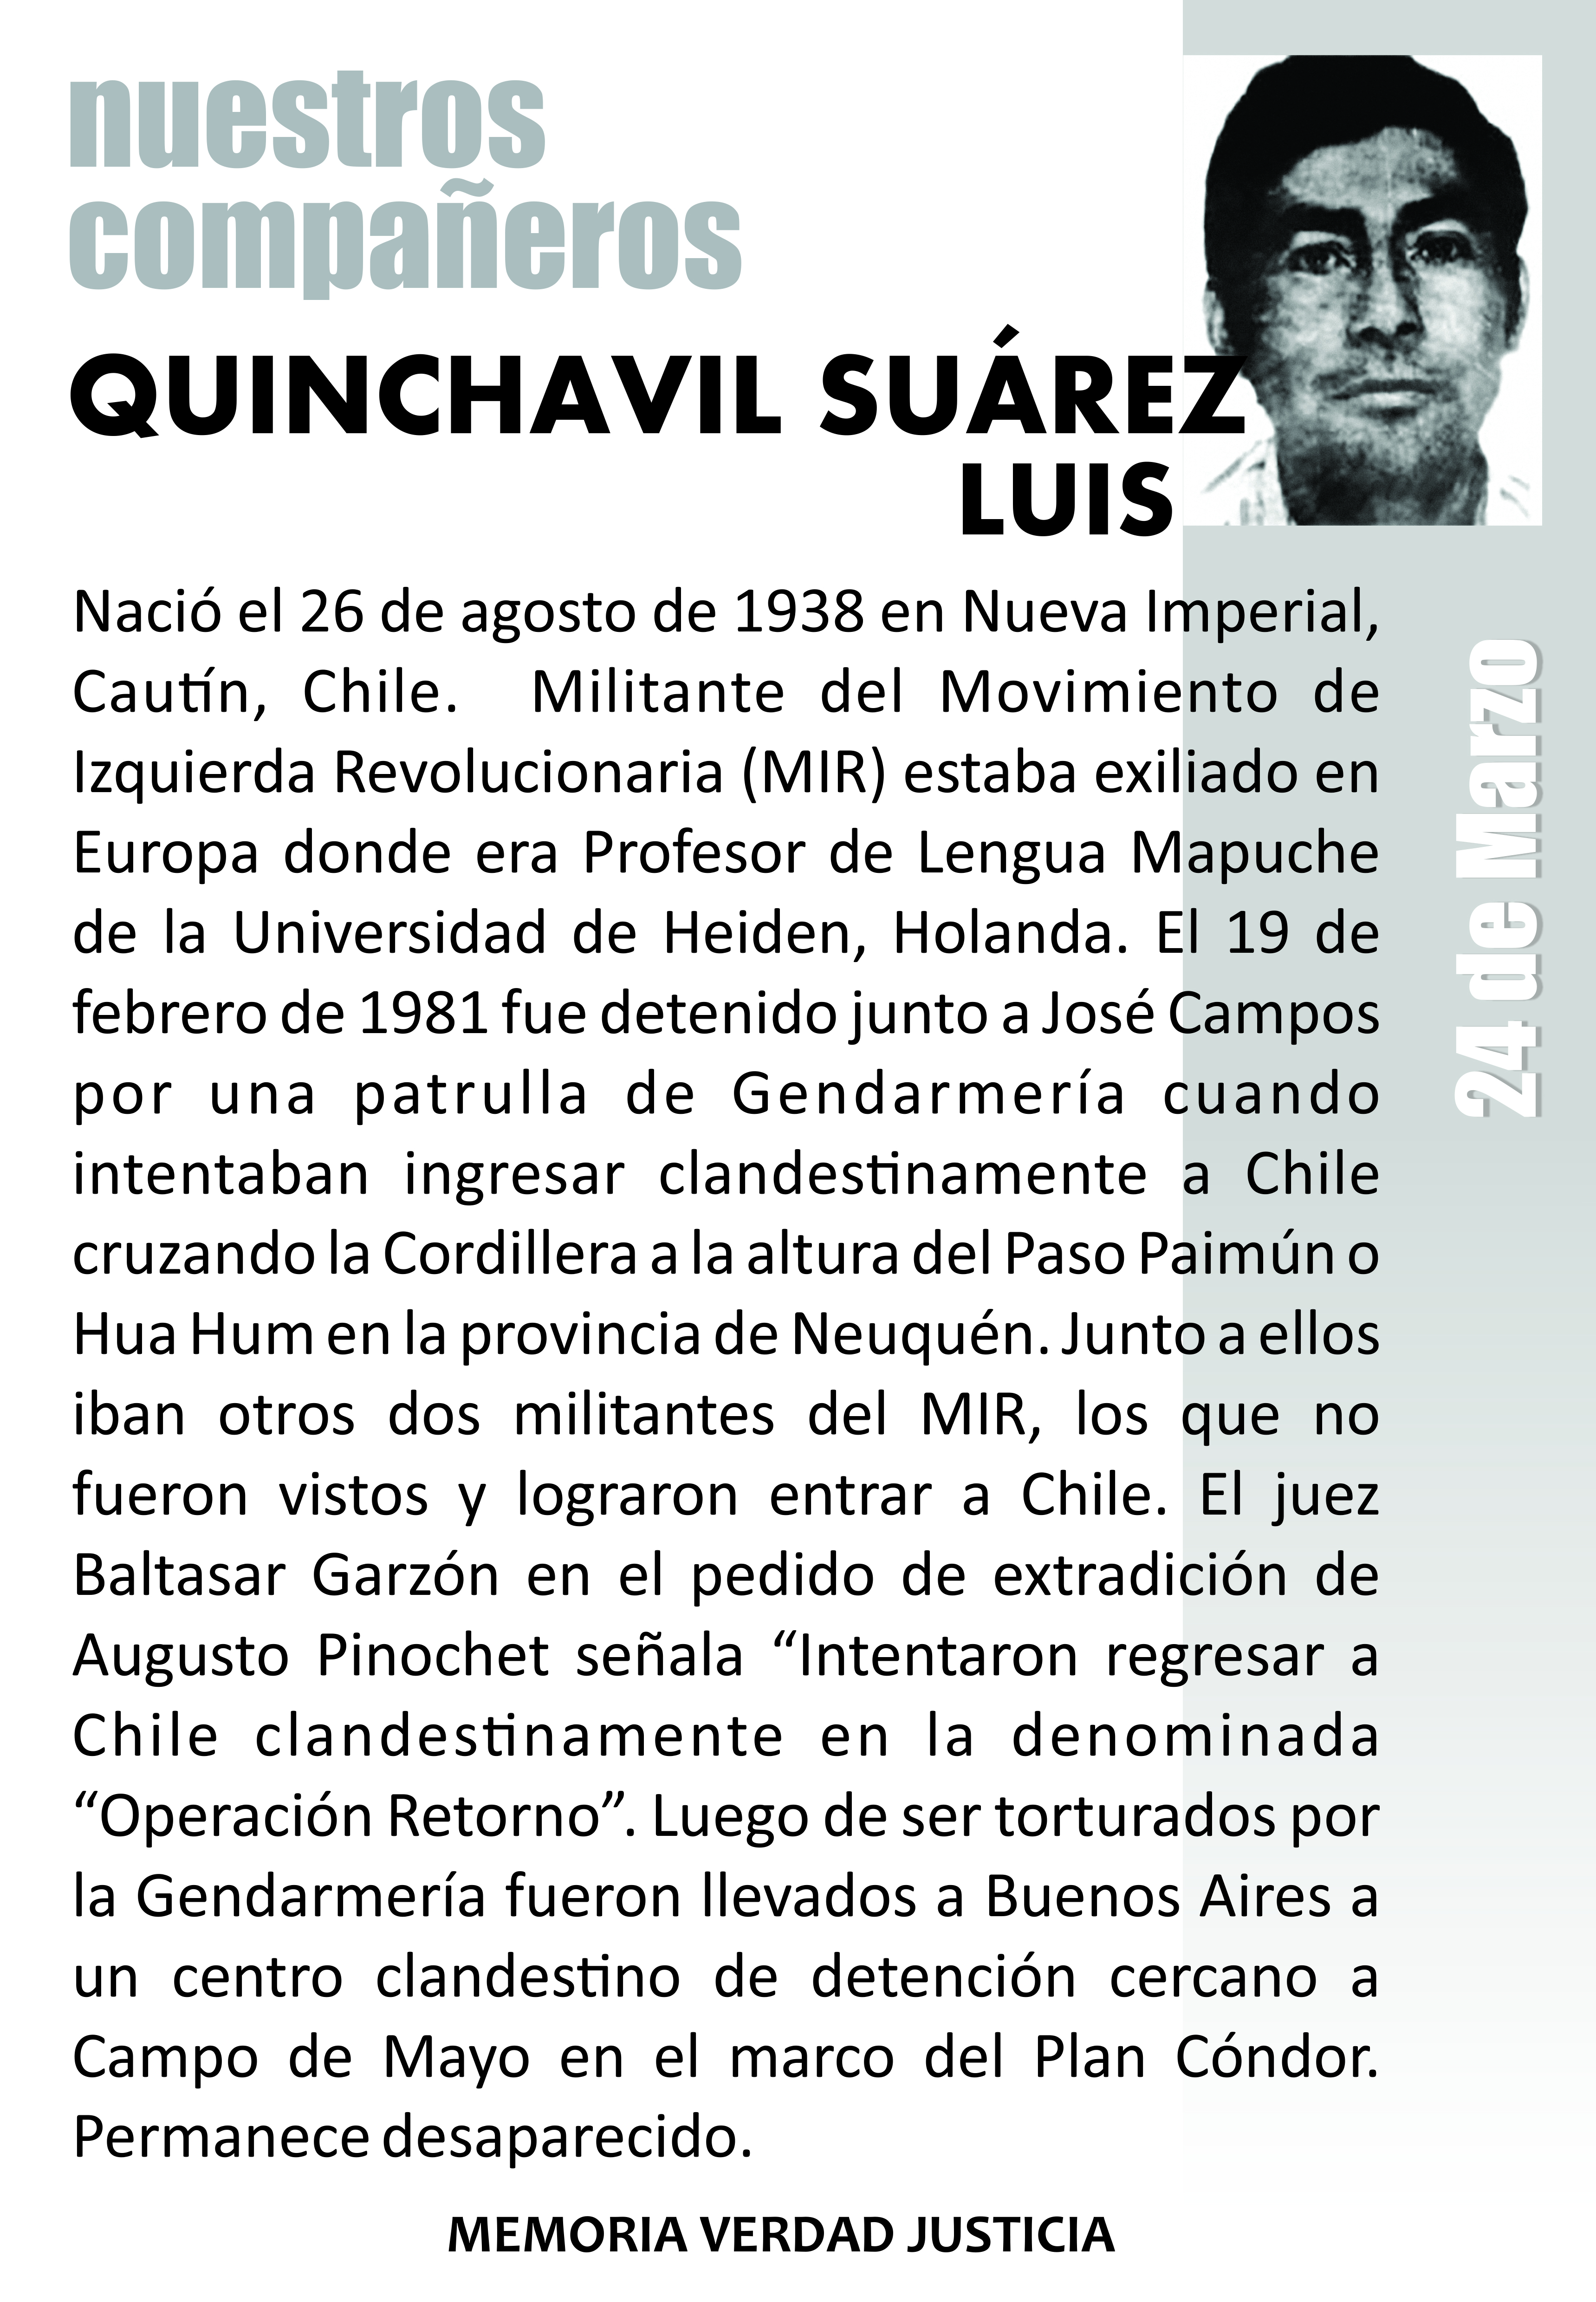 nuestros
compañeros
QUINCHAVIL SUÁREZ
LUIS
Nació el 26 de agosto de 1938 en Nueva Imperial,
Cautín, Chile. Militante del Movimiento de
Izquierda Revolucionaria (MIR) estaba exiliado en
Europa donde era Profesor de Lengua Mapuche
de la Universidad de Heiden, Holanda. El 19 de
febrero de 1981 fue detenido junto a José Campos
por una patrulla de Gendarmería cuando
intentaban ingresar clandestinamente a Chile
cruzando la Cordillera a la altura del Paso Paimún o
Hua Hum en la provincia de Neuquén. Junto a ellos
iban otros dos militantes del MIR, los que no
fueron vistos y lograron entrar a Chile. El juez
Baltasar Garzón en el pedido de extradición de
Augusto Pinochet señala “Intentaron regresar a
Chile clandestinamente en la denominada
“Operación Retorno”. Luego de ser torturados por
la Gendarmería fueron llevados a Buenos Aires a
un centro clandestino de detención cercano a
Campo de Mayo en el marco del Plan Cóndor.
Permanece desaparecido.
24 de Marzo
MEMORIA VERDAD JUSTICIA